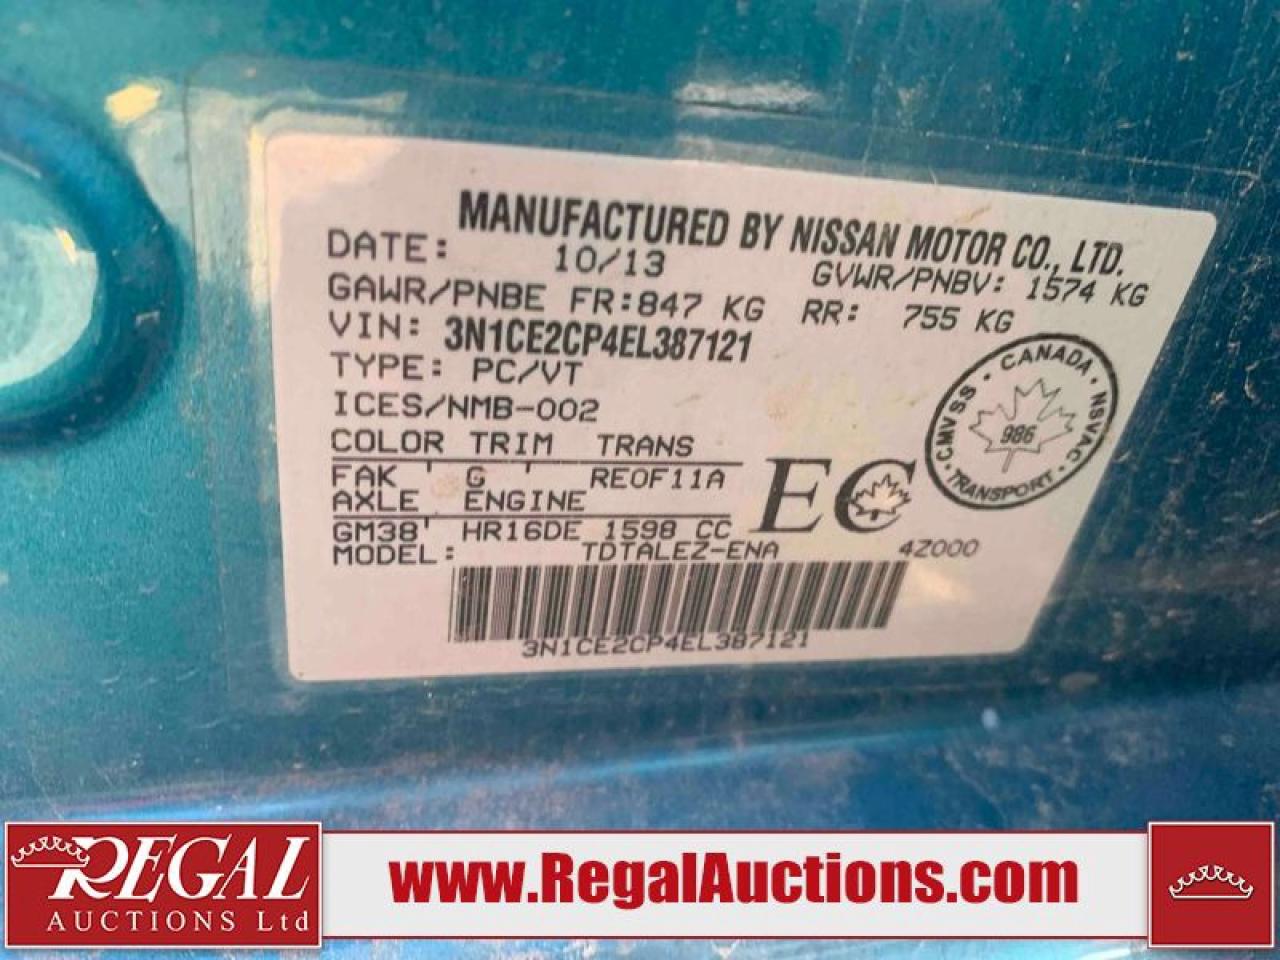 MANUFACTURED BY NISSAN MOTOR CO., LTD.
DATE: 10/13 GVWR/PNBV: 1574 KG
GAWR/PNBE FR:847 KG RR: 755 KG
VIN: 3N1CE2CP4EL387121
TYPE: PC/VT
ICES/NMB-002
COLOR TRIM TRANS
FAK ' G ' RE0F11A
AXLE ENGINE
GM38' HR16DE 1598 CC
MODEL: TDTALEZ-ENA 4Z000
3N1CE2CP4EL387121
EC
CANADA · NSVAC · TRANSPORT · CMVSS ·
986
REGAL
AUCTIONS Ltd
www.RegalAuctions.com